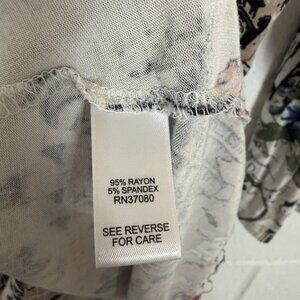 95% RAYON
5% SPANDEX
RN37080
SEE REVERSE
FOR CARE